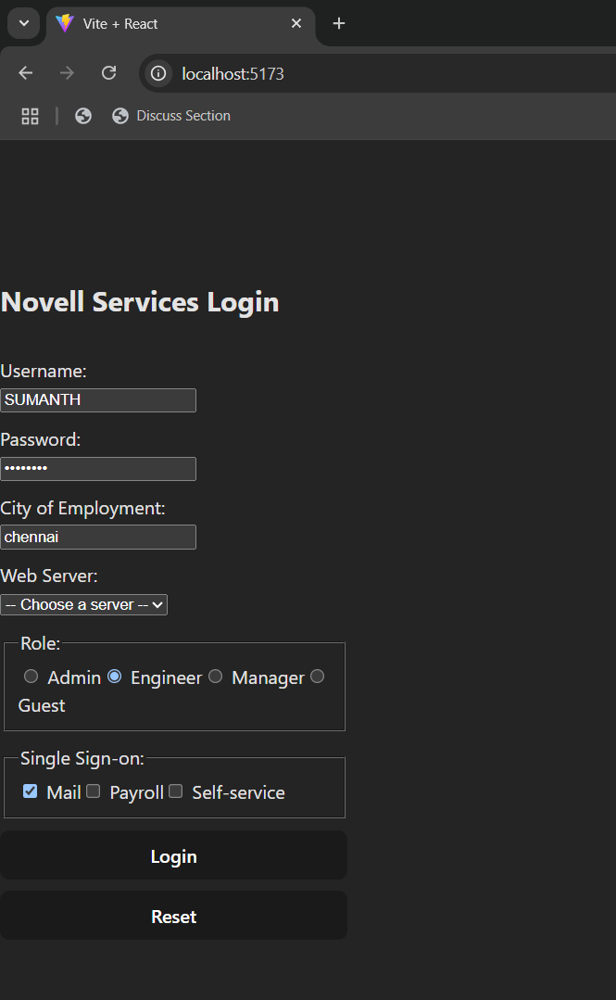 Vite + React
localhost:5173
Discuss Section
Novell Services Login
Username:
SUMANTH
Password:
••••••••
City of Employment:
chennai
Web Server:
-- Choose a server --
Role:
Admin Engineer Manager
Guest
Single Sign-on:
Mail Payroll Self-service
Login
Reset